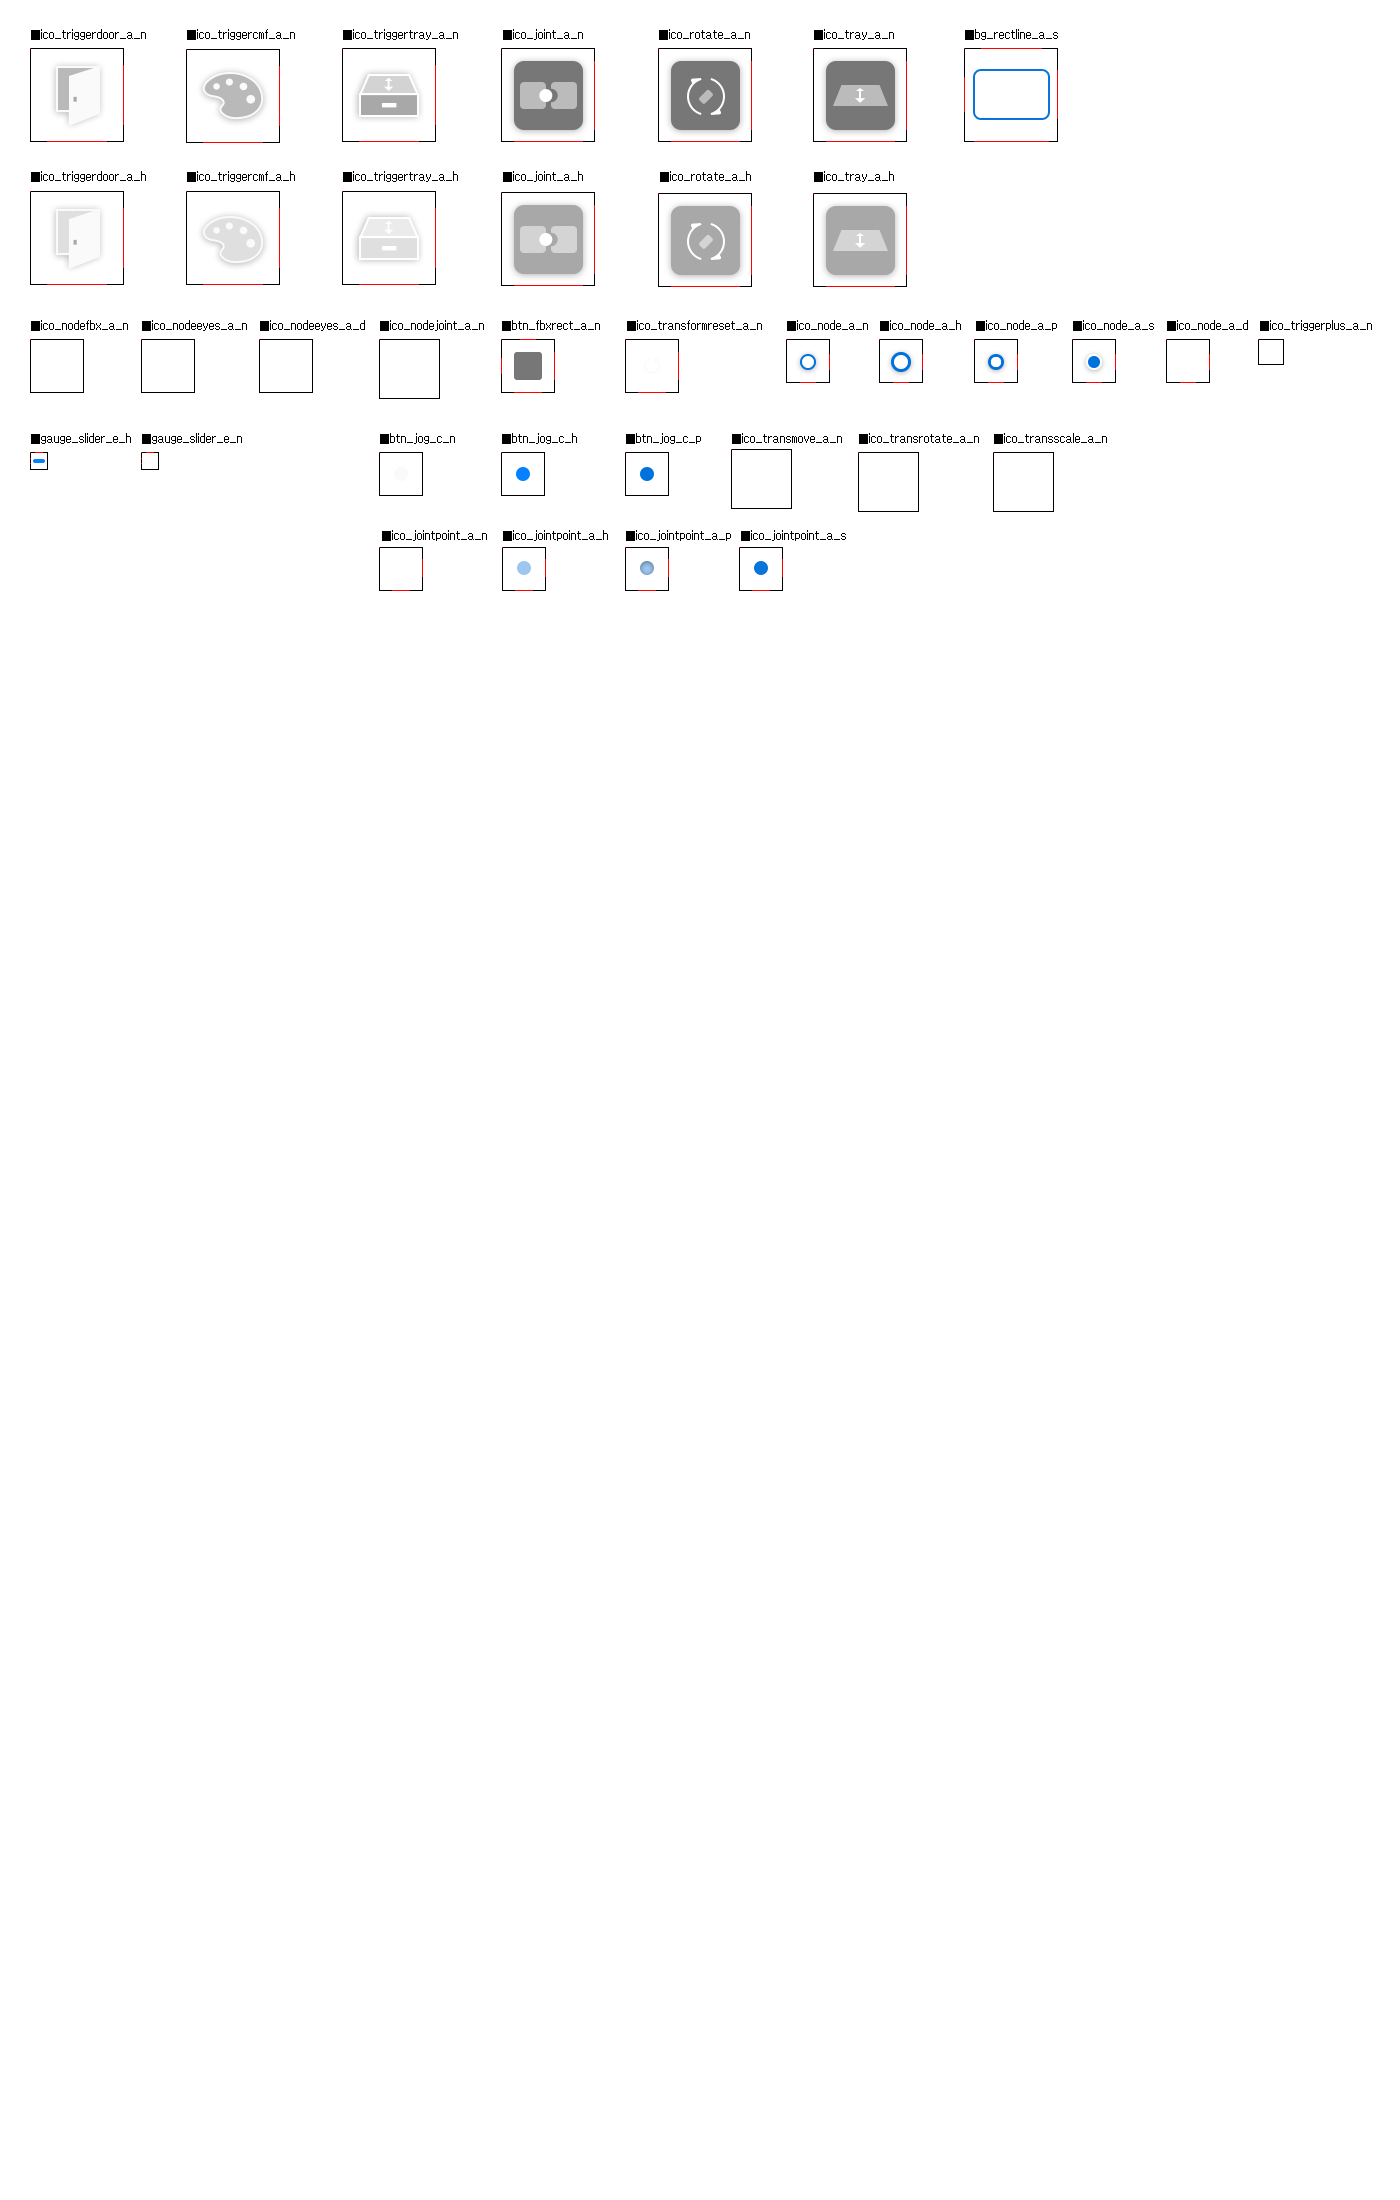 ■ico_triggerdoor_a_n ■ico_triggercmf_a_n ■ico_triggertray_a_n ■ico_joint_a_n ■ico_rotate_a_n ■ico_tray_a_n ■bg_rectline_a_s
■ico_triggerdoor_a_h ■ico_triggercmf_a_h ■ico_triggertray_a_h ■ico_joint_a_h ■ico_rotate_a_h ■ico_tray_a_h
■ico_nodefbx_a_n ■ico_nodeeyes_a_n ■ico_nodeeyes_a_d ■ico_nodejoint_a_n ■btn_fbxrect_a_n ■ico_transformreset_a_n ■ico_node_a_n ■ico_node_a_h ■ico_node_a_p ■ico_node_a_s ■ico_node_a_d ■ico_triggerplus_a_n
■gauge_slider_e_h ■gauge_slider_e_n ■btn_jog_c_n ■btn_jog_c_h ■btn_jog_c_p ■ico_transmove_a_n ■ico_transrotate_a_n ■ico_transscale_a_n
■ico_jointpoint_a_n ■ico_jointpoint_a_h ■ico_jointpoint_a_p ■ico_jointpoint_a_s